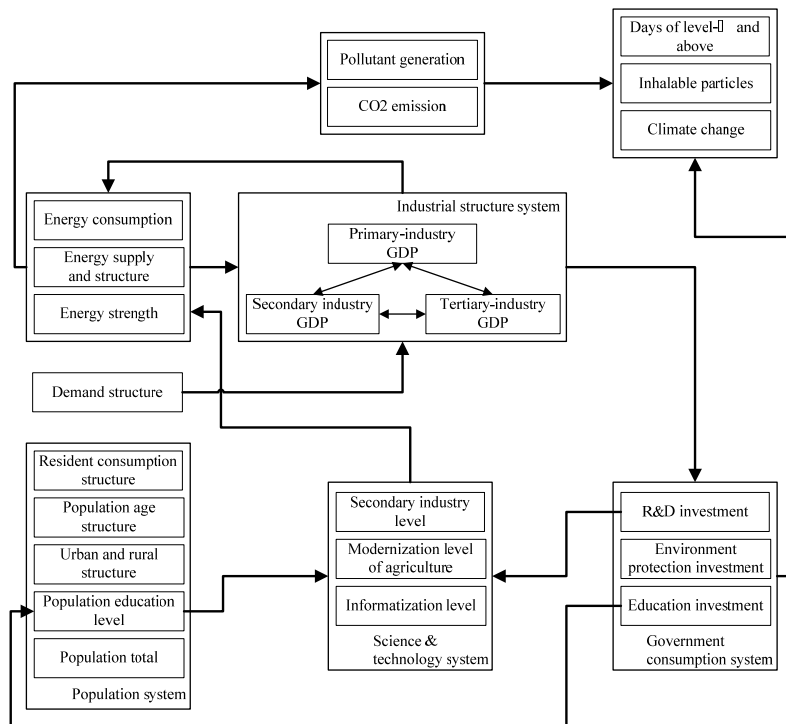 Pollutant generation
CO2 emission
Days of level- and
above
Inhalable particles
Climate change
Energy consumption
Energy supply
and structure
Energy strength
Industrial structure system
Primary-industry
GDP
Secondary industry
GDP
Tertiary-industry
GDP
Demand structure
Resident consumption
structure
Population age
structure
Urban and rural
structure
Population education
level
Population total
Population system
Secondary industry
level
Modernization level
of agriculture
Informatization level
Science &
technology system
R&D investment
Environment
protection investment
Education investment
Government
consumption system